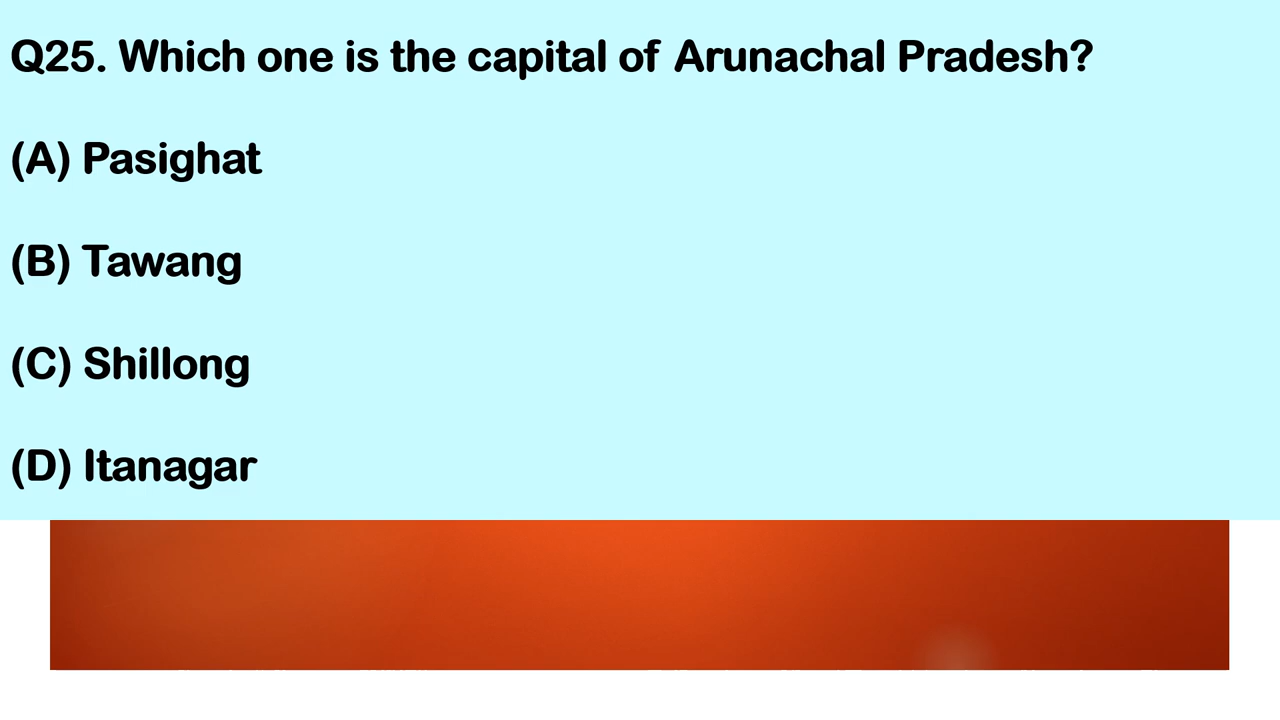 Q25. Which one is the capital of Arunachal Pradesh?
(A) Pasighat
(B) Tawang
(C) Shillong
(D) Itanagar